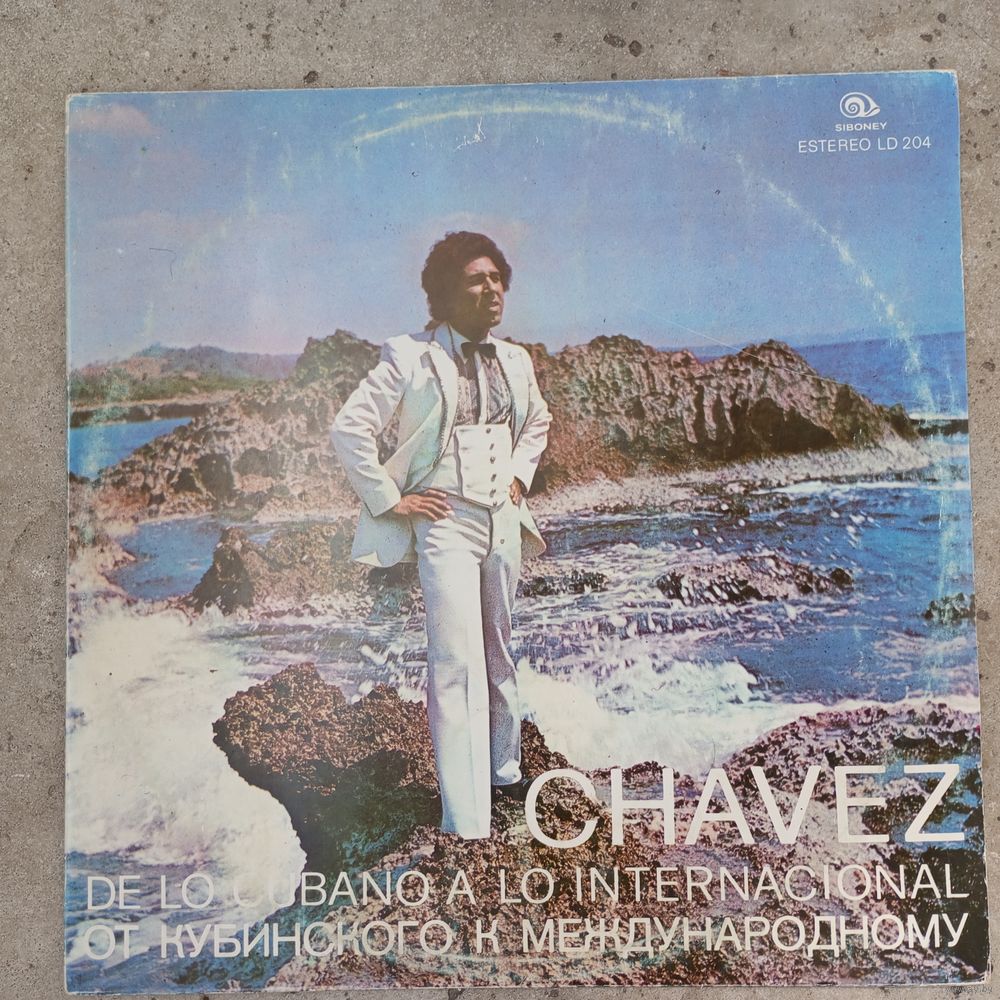 SIBONEY
ESTEREO LD 204
CHAVEZ
DE LO CUBANO A LO INTERNACIONAL
ОТ КУБИНСКОГО К МЕЖДУНАРОДНОМУ